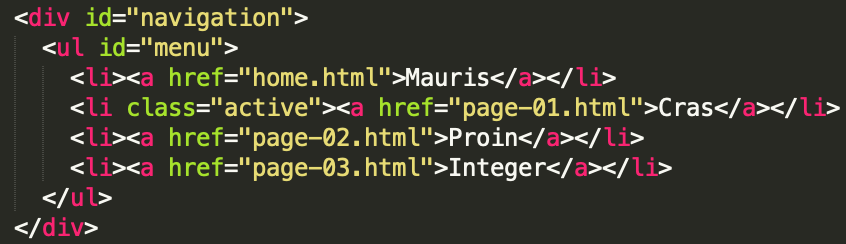 <div id="navigation">
<ul id="menu">
<li><a href="home.html">Mauris</a></li>
<li class="active"><a href="page-01.html">Cras</a></li>
<li><a href="page-02.html">Proin</a></li>
<li><a href="page-03.html">Integer</a></li>
</ul>
</div>